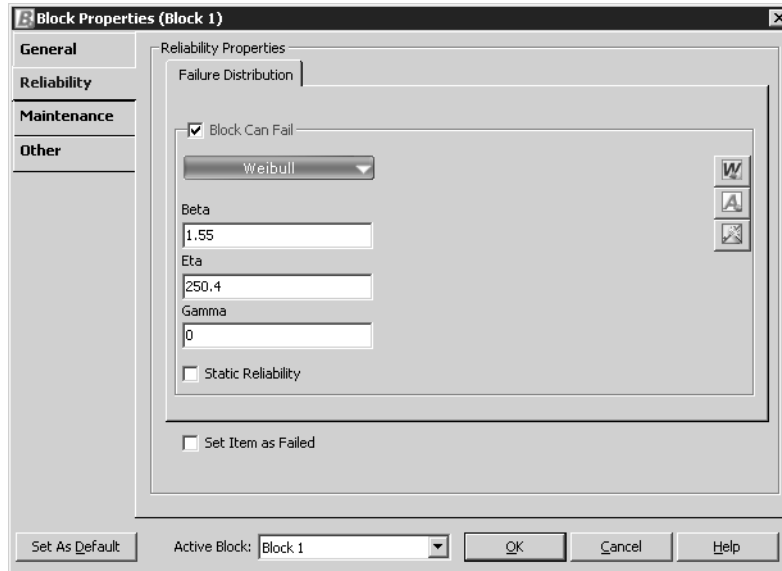 Block Properties (Block 1)
General
Reliability
Maintenance
Other
Reliability Properties
Failure Distribution
Block Can Fail
Weibull
Beta
1.55
Eta
250.4
Gamma
0
Static Reliability
Set Item as Failed
Set As Default
Active Block: Block 1
OK
Cancel
Help